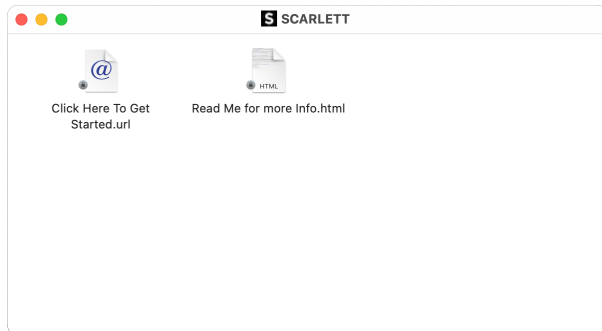 S SCARLETT
@
HTML
Click Here To Get
Started.url
Read Me for more Info.html